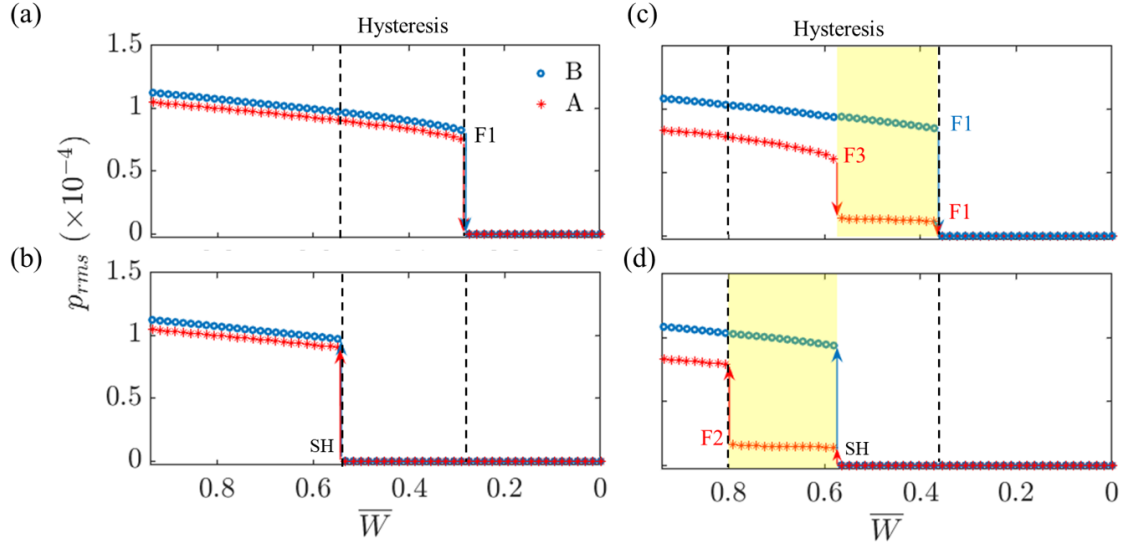 (a)
Hysteresis
1.5
1
0.5
0
B
A
F1
(c)
Hysteresis
F3
F1
F1
p_rms (×10^-4)
(b)
1.5
1
0.5
0
SH
0.8 0.6 0.4 0.2 0
W̅
(d)
F2
SH
0.8 0.6 0.4 0.2 0
W̅